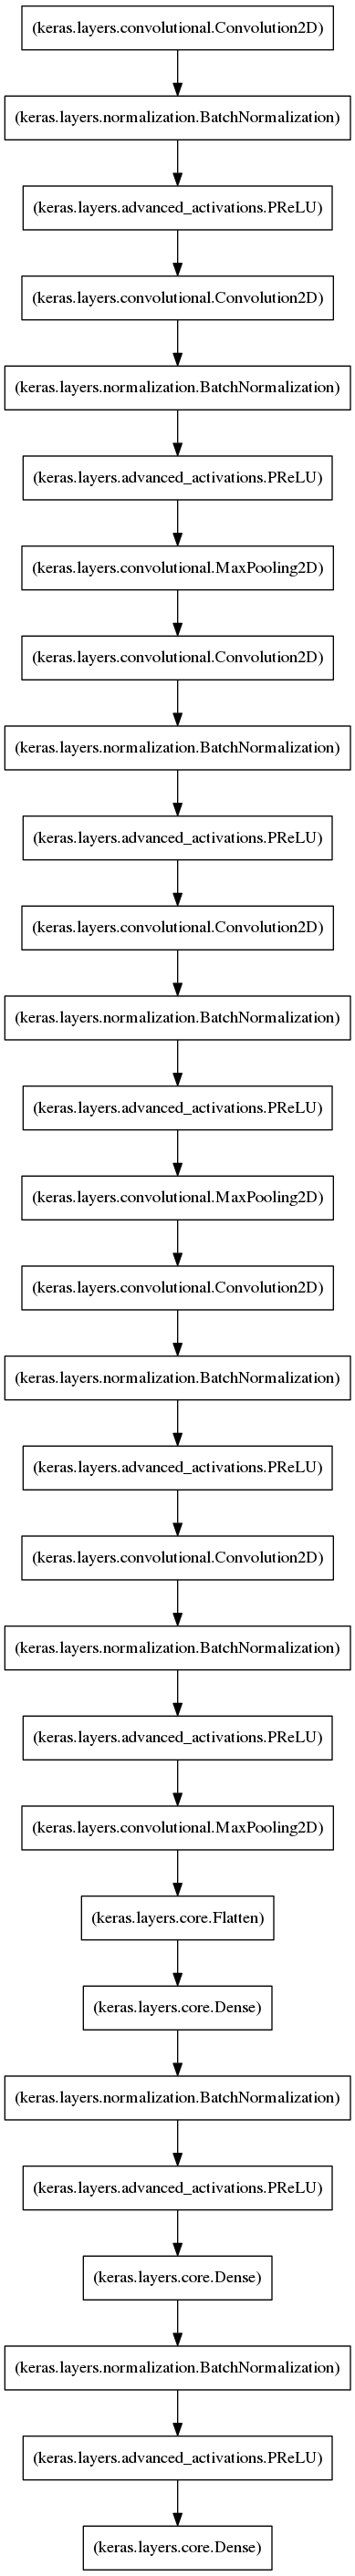 (keras.layers.convolutional.Convolution2D)
(keras.layers.normalization.BatchNormalization)
(keras.layers.advanced_activations.PReLU)
(keras.layers.convolutional.Convolution2D)
(keras.layers.normalization.BatchNormalization)
(keras.layers.advanced_activations.PReLU)
(keras.layers.convolutional.MaxPooling2D)
(keras.layers.convolutional.Convolution2D)
(keras.layers.normalization.BatchNormalization)
(keras.layers.advanced_activations.PReLU)
(keras.layers.convolutional.Convolution2D)
(keras.layers.normalization.BatchNormalization)
(keras.layers.advanced_activations.PReLU)
(keras.layers.convolutional.MaxPooling2D)
(keras.layers.convolutional.Convolution2D)
(keras.layers.normalization.BatchNormalization)
(keras.layers.advanced_activations.PReLU)
(keras.layers.convolutional.Convolution2D)
(keras.layers.normalization.BatchNormalization)
(keras.layers.advanced_activations.PReLU)
(keras.layers.convolutional.MaxPooling2D)
(keras.layers.core.Flatten)
(keras.layers.core.Dense)
(keras.layers.normalization.BatchNormalization)
(keras.layers.advanced_activations.PReLU)
(keras.layers.core.Dense)
(keras.layers.normalization.BatchNormalization)
(keras.layers.advanced_activations.PReLU)
(keras.layers.core.Dense)